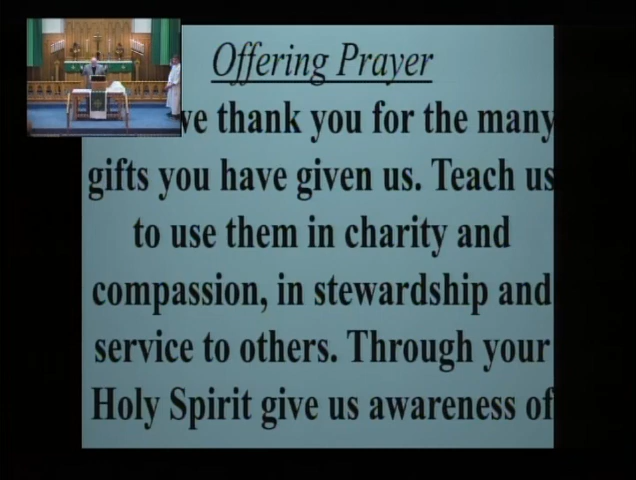 Offering Prayer
we thank you for the many
gifts you have given us. Teach us
to use them in charity and
compassion, in stewardship and
service to others. Through your
Holy Spirit give us awareness of